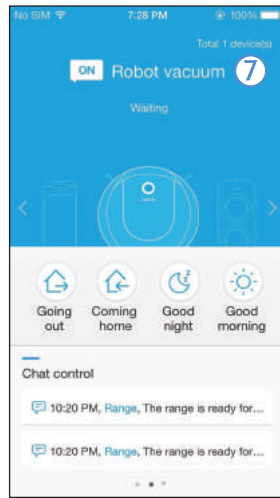 No SIM 7:28 PM 100%
Total 1 device(s)
ON Robot vacuum 7
Waiting
Going out
Coming home
Good night
Good morning
Chat control
10:20 PM, Range, The range is ready for...
10:20 PM, Range, The range is ready for...